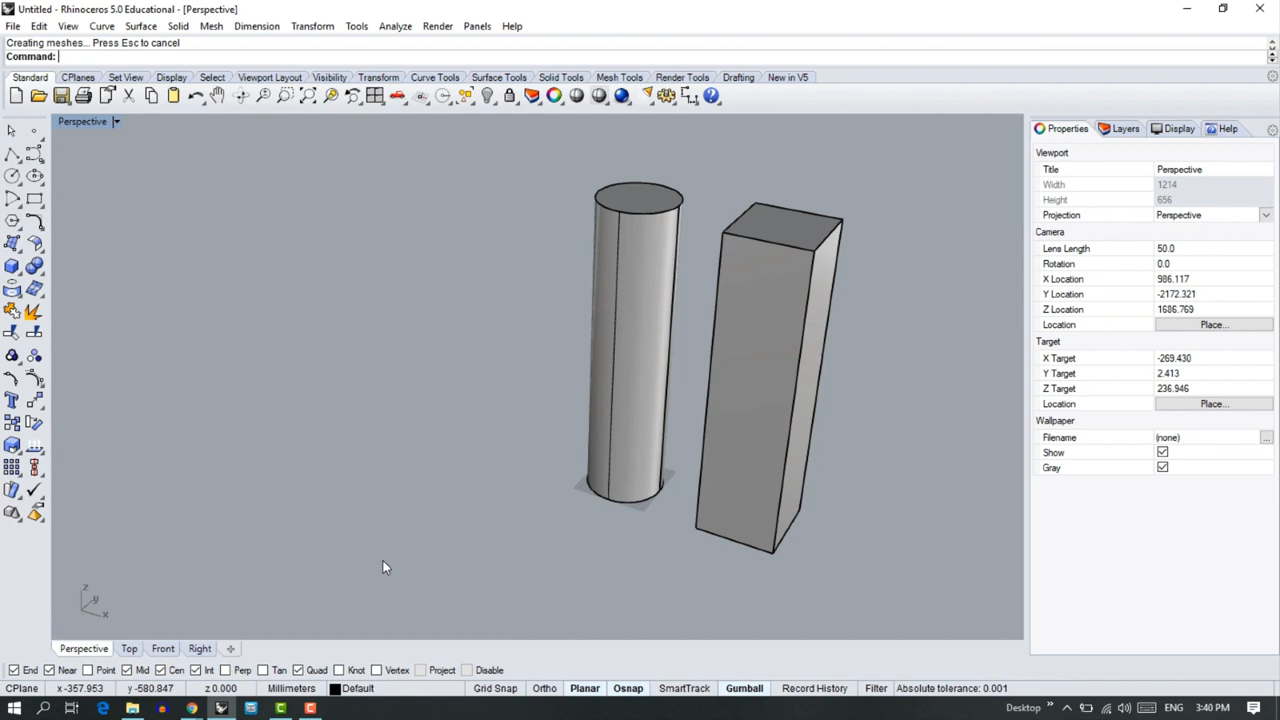 Untitled - Rhinoceros 5.0 Educational - [Perspective]
File Edit View Curve Surface Solid Mesh Dimension Transform Tools Analyze Render Panels Help
Creating meshes... Press Esc to cancel
Command:
Standard CPlanes Set View Display Select Viewport Layout Visibility Transform Curve Tools Surface Tools Solid Tools Mesh Tools Render Tools Drafting New in V5
Perspective
Properties Layers Display Help
Viewport
Title Perspective
Width 1214
Height 656
Projection Perspective
Camera
Lens Length 50.0
Rotation 0.0
X Location 986.117
Y Location -2172.321
Z Location 1686.769
Location Place...
Target
X Target -269.430
Y Target 2.413
Z Target 236.946
Location Place...
Wallpaper
Filename (none) ...
Show
Gray
z
y
x
Perspective Top Front Right
End Near Point Mid Cen Int Perp Tan Quad Knot Vertex Project Disable
CPlane x -357.953 y -580.847 z 0.000 Millimeters Default Grid Snap Ortho Planar Osnap SmartTrack Gumball Record History Filter Absolute tolerance: 0.001
Desktop ENG 3:40 PM